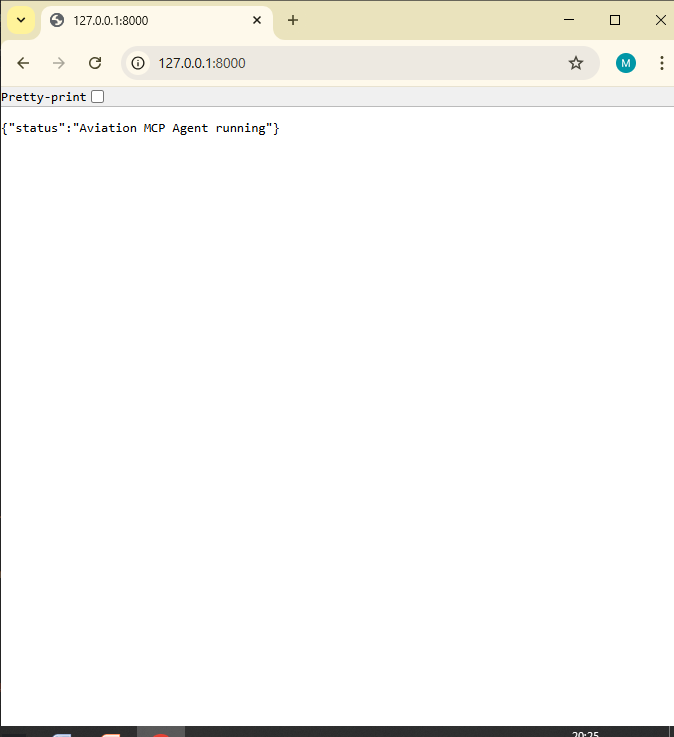 127.0.0.1:8000
127.0.0.1:8000
M
Pretty-print
{"status":"Aviation MCP Agent running"}
20:25